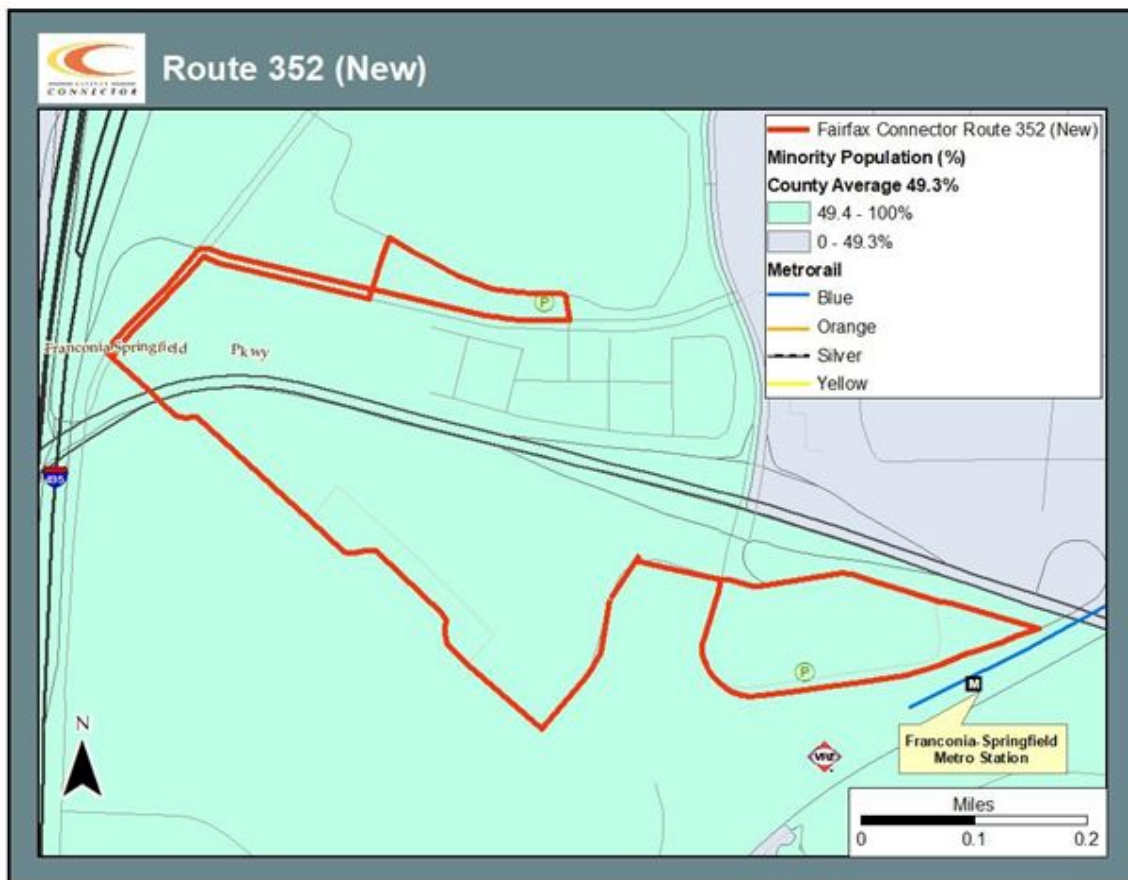 CONNECTOR
Route 352 (New)
Fairfax Connector Route 352 (New)
Minority Population (%)
County Average 49.3%
49.4 - 100%
0 - 49.3%
Metrorail
Blue
Orange
Silver
Yellow
Franconia Springfield Pkwy
P
495
P
M
Franconia-Springfield
Metro Station
VRE
N
Miles
0 0.1 0.2